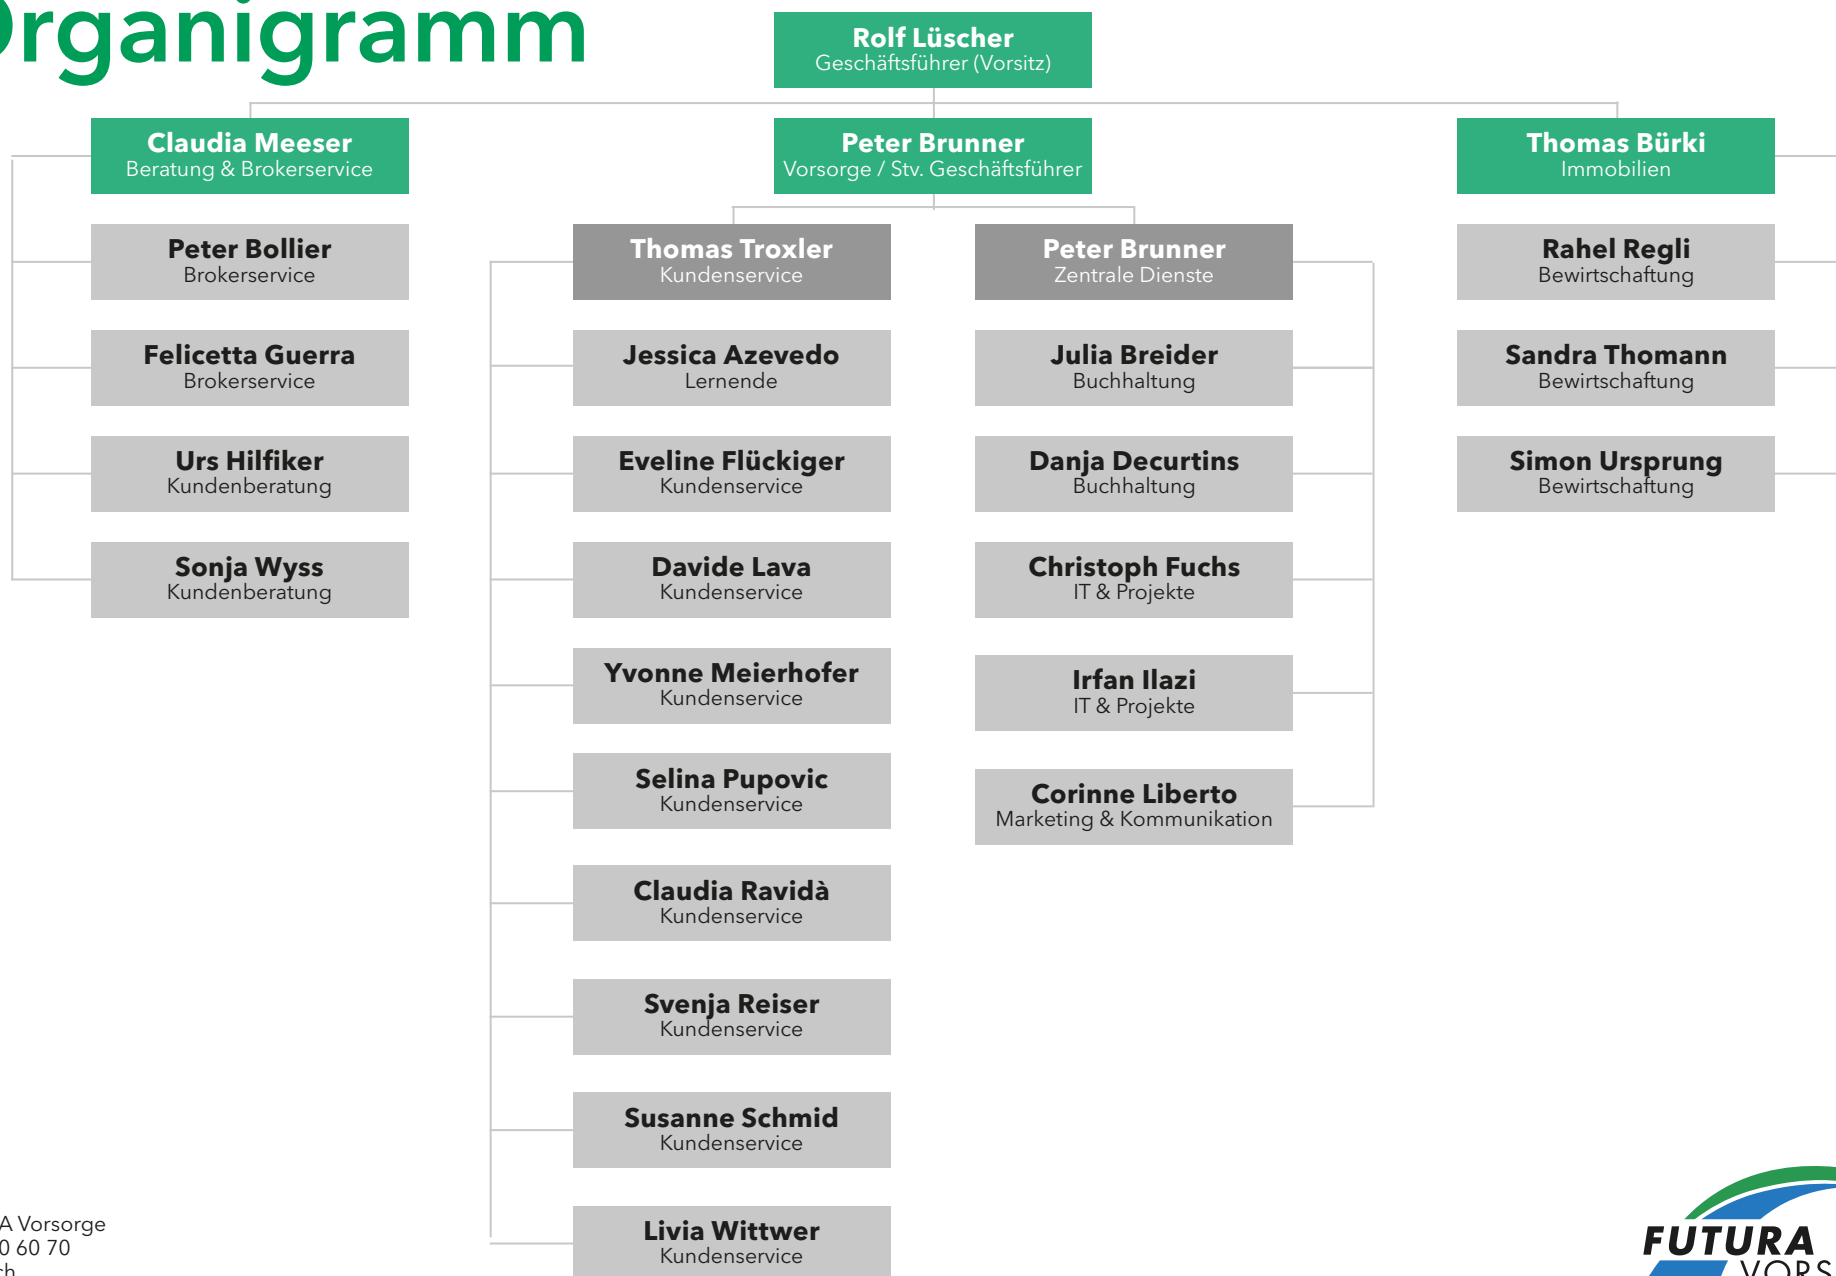 Organigramm
Rolf Lüscher
Geschäftsführer (Vorsitz)
Claudia Meeser
Beratung & Brokerservice
Peter Bollier
Brokerservice
Felicetta Guerra
Brokerservice
Urs Hilfiker
Kundenberatung
Sonja Wyss
Kundenberatung
Peter Brunner
Vorsorge / Stv. Geschäftsführer
Thomas Troxler
Kundenservice
Jessica Azevedo
Lernende
Eveline Flückiger
Kundenservice
Davide Lava
Kundenservice
Yvonne Meierhofer
Kundenservice
Selina Pupovic
Kundenservice
Claudia Ravidà
Kundenservice
Svenja Reiser
Kundenservice
Susanne Schmid
Kundenservice
Livia Wittwer
Kundenservice
Peter Brunner
Zentrale Dienste
Julia Breider
Buchhaltung
Danja Decurtins
Buchhaltung
Christoph Fuchs
IT & Projekte
Irfan Ilazi
IT & Projekte
Corinne Liberto
Marketing & Kommunikation
Thomas Bürki
Immobilien
Rahel Regli
Bewirtschaftung
Sandra Thomann
Bewirtschaftung
Simon Ursprung
Bewirtschaftung
A Vorsorge
0 60 70
FUTURA
VORS